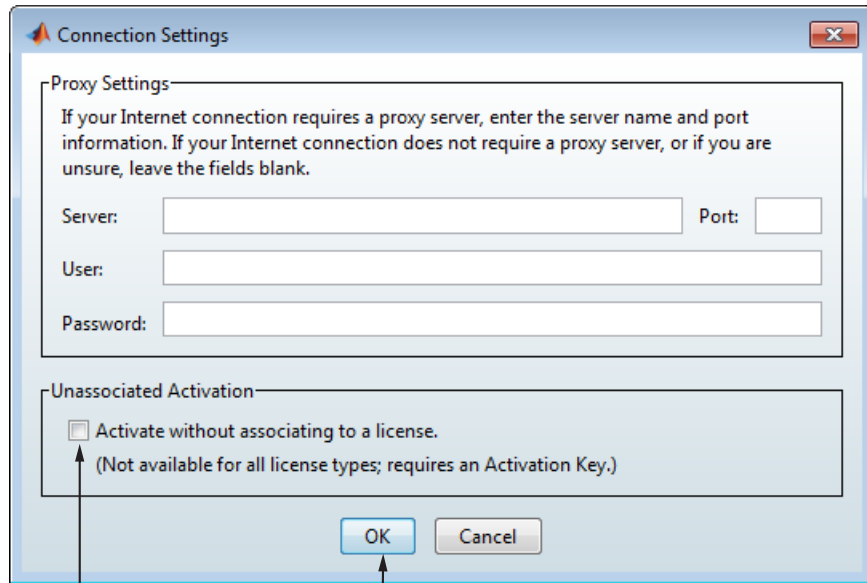 Connection Settings
Proxy Settings
If your Internet connection requires a proxy server, enter the server name and port
information. If your Internet connection does not require a proxy server, or if you are
unsure, leave the fields blank.
Server: Port:
User:
Password:
Unassociated Activation
Activate without associating to a license.
(Not available for all license types; requires an Activation Key.)
OK Cancel